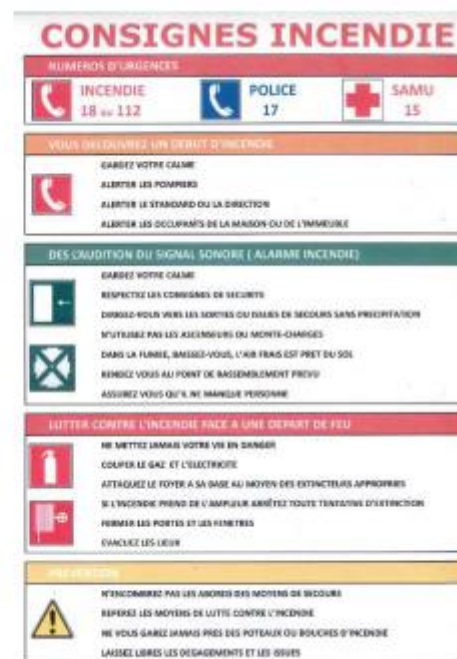 CONSIGNES INCENDIE
NUMEROS D'URGENCES
INCENDIE
18 ou 112
POLICE
17
SAMU
15
VOUS DECOUVREZ UN DEBUT D'INCENDIE
GARDEZ VOTRE CALME
ALERTER LES POMPIERS
ALERTER LE STANDARD OU LA DIRECTION
ALERTER LES OCCUPANTS DE LA MAISON OU DE L'IMMEUBLE
DES L'AUDITION DU SIGNAL SONORE ( ALARME INCENDIE)
GARDEZ VOTRE CALME
RESPECTEZ LES CONSIGNES DE SECURITE
DIRIGEZ-VOUS VERS LES SORTIES OU ISSUES DE SECOURS SANS PRECIPITATION
N'UTILISEZ PAS LES ASCENSEURS OU MONTE-CHARGES
DANS LA FUMEE, BAISSEZ-VOUS, L'AIR FRAIS EST PRET DU SOL
RENDEZ VOUS AU POINT DE RASSEMBLEMENT PREVU
ASSUREZ VOUS QU'IL NE MANQUE PERSONNE
LUTTER CONTRE L'INCENDIE FACE A UNE DEPART DE FEU
NE METTEZ JAMAIS VOTRE VIE EN DANGER
COUPER LE GAZ ET L'ELECTRICITE
ATTAQUEZ LE FOYER A SA BASE AU MOYEN DES EXTINCTEURS APPROPRIES
SI L'INCENDIE PREND DE L'AMPLEUR ARRÊTEZ TOUTE TENTATIVE D'EXTINCTION
FERMER LES PORTES ET LES FENETRES
EVACUEZ LES LIEUX
PREVENTION
N'ENCOMBREZ PAS LES ABORDS DES MOYENS DE SECOURS
REPEREZ LES MOYENS DE LUTTE CONTRE L'INCENDIE
NE VOUS GAREZ JAMAIS PRES DES POTEAUX OU BOUCHES D'INCENDIE
LAISSEZ LIBRES LES DEGAGEMENTS ET LES ISSUES